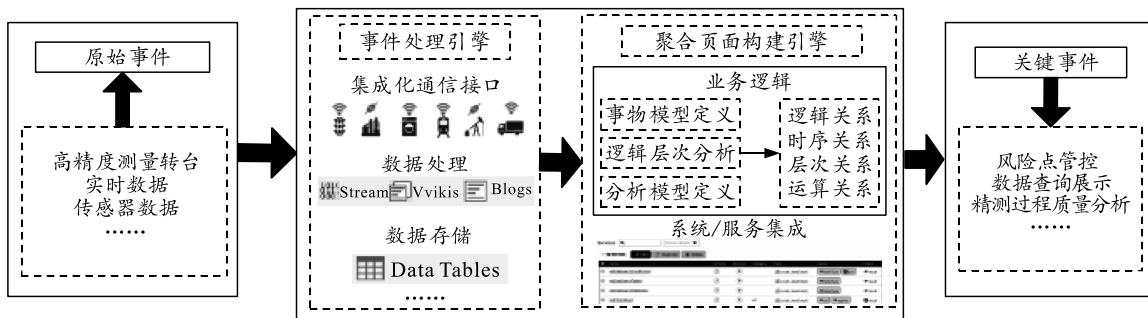 原始事件
高精度测量转台
实时数据
传感器数据
……
事件处理引擎
集成化通信接口
数据处理
Stream Vvikis Blogs
数据存储
Data Tables
……
聚合页面构建引擎
业务逻辑
事物模型定义
逻辑层次分析
分析模型定义
逻辑关系
时序关系
层次关系
运算关系
系统/服务集成
关键事件
风险点管控
数据查询展示
精测过程质量分析
……